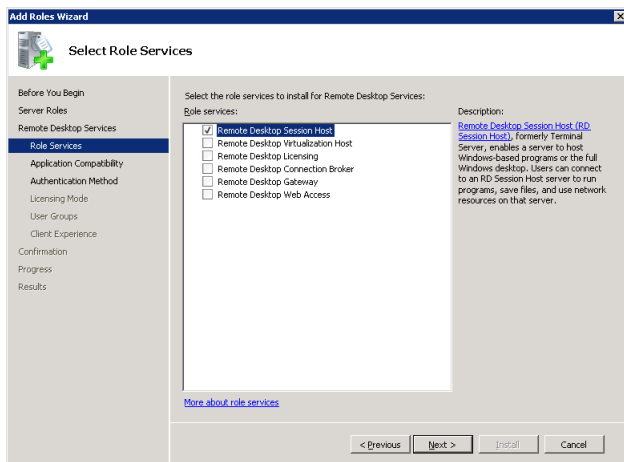 Add Roles Wizard
Select Role Services
Before You Begin
Server Roles
Remote Desktop Services
Role Services
Application Compatibility
Authentication Method
Licensing Mode
User Groups
Client Experience
Confirmation
Progress
Results
Select the role services to install for Remote Desktop Services:
Role services:
Remote Desktop Session Host
Remote Desktop Virtualization Host
Remote Desktop Licensing
Remote Desktop Connection Broker
Remote Desktop Gateway
Remote Desktop Web Access
More about role services
Description:
Remote Desktop Session Host (RD
Session Host), formerly Terminal
Server, enables a server to host
Windows-based programs or the full
Windows desktop. Users can connect
to an RD Session Host server to run
programs, save files, and use network
resources on that server.
< Previous
Next >
Install
Cancel